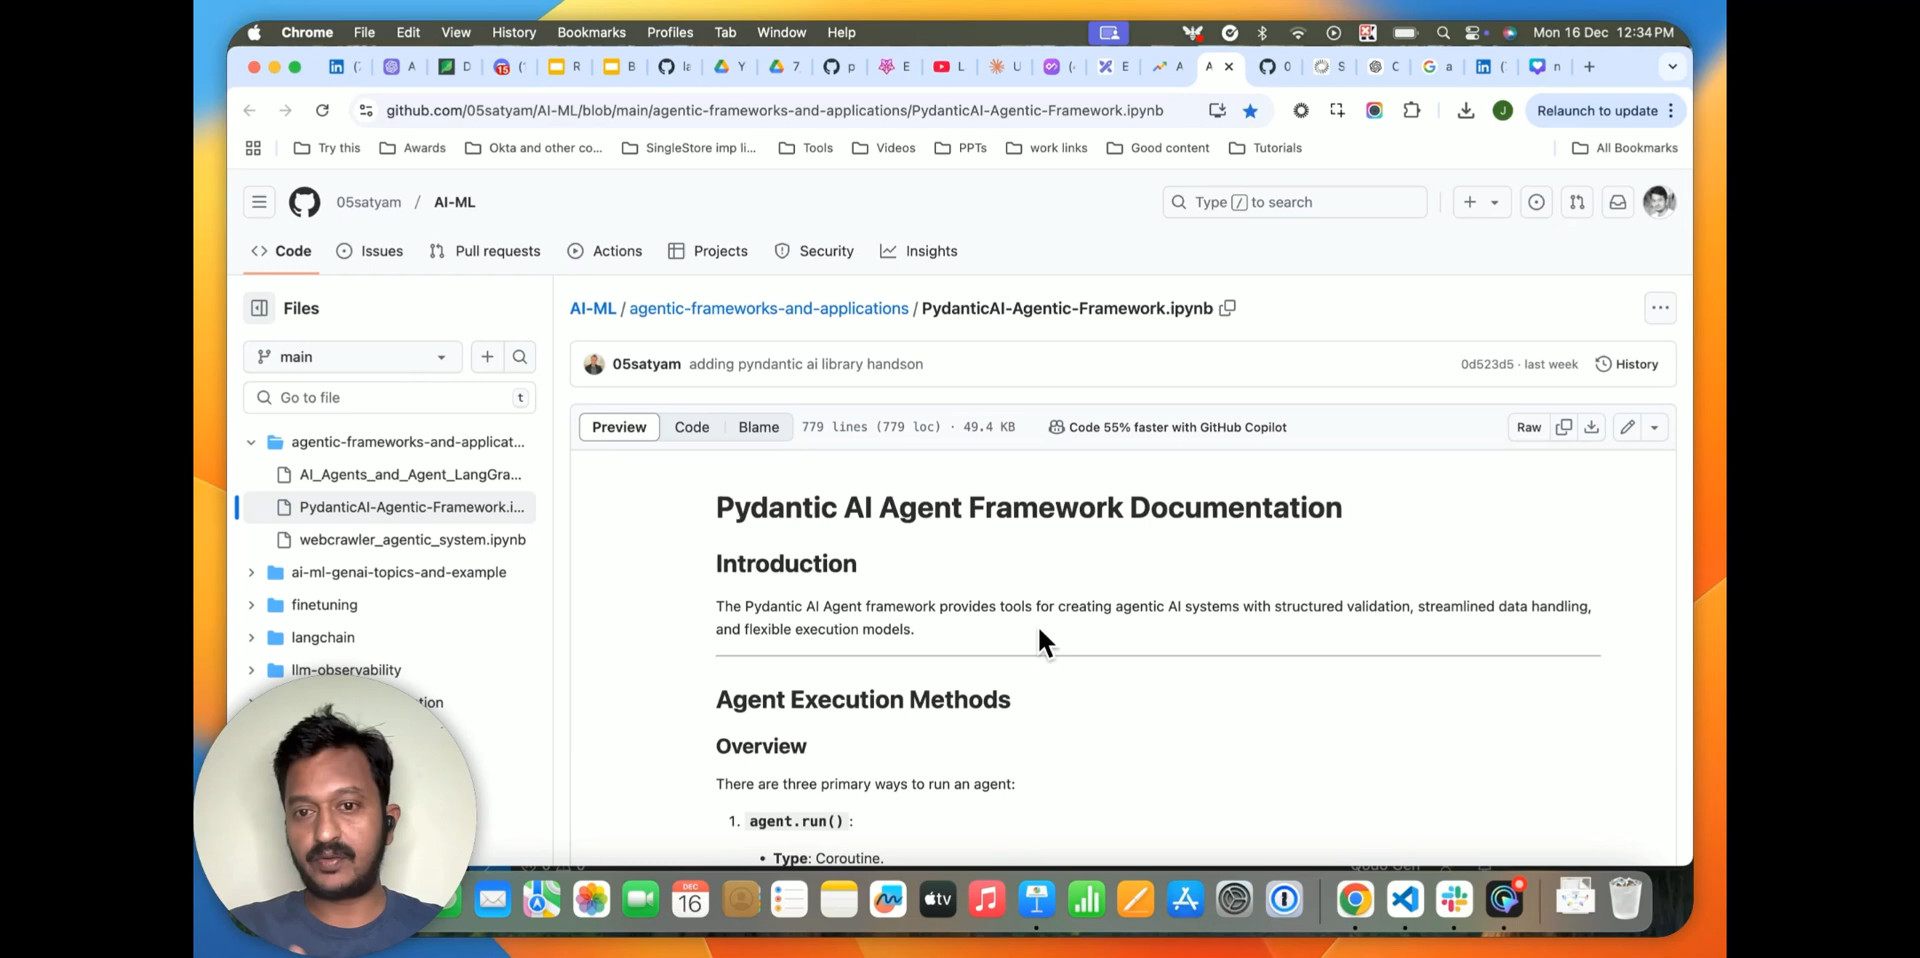 Chrome File Edit View History Bookmarks Profiles Tab Window Help Mon 16 Dec 12:34 PM
github.com/05satyam/AI-ML/blob/main/agentic-frameworks-and-applications/PydanticAI-Agentic-Framework.ipynb J Relaunch to update
Try this Awards Okta and other co... SingleStore imp li... Tools Videos PPTs work links Good content Tutorials All Bookmarks
05satyam / AI-ML Type / to search
Code Issues Pull requests Actions Projects Security Insights
Files
main
Go to file t
agentic-frameworks-and-applicat...
AI_Agents_and_Agent_LangGra...
PydanticAI-Agentic-Framework.i...
webcrawler_agentic_system.ipynb
ai-ml-genai-topics-and-example
finetuning
langchain
llm-observability
AI-ML / agentic-frameworks-and-applications / PydanticAI-Agentic-Framework.ipynb
05satyam adding pyndantic ai library handson 0d523d5 · last week History
Preview Code Blame 779 lines (779 loc) · 49.4 KB Code 55% faster with GitHub Copilot Raw
Pydantic AI Agent Framework Documentation
Introduction
The Pydantic AI Agent framework provides tools for creating agentic AI systems with structured validation, streamlined data handling,
and flexible execution models.
Agent Execution Methods
Overview
There are three primary ways to run an agent:
1. agent.run() :
• Type: Coroutine.
DEC
16
tv